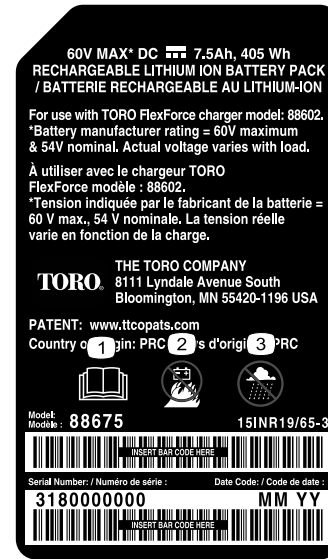 60V MAX* DC 7.5Ah, 405 Wh
RECHARGEABLE LITHIUM ION BATTERY PACK
/ BATTERIE RECHARGEABLE AU LITHIUM-ION
For use with TORO FlexForce charger model: 88602.
*Battery manufacturer rating = 60V maximum
& 54V nominal. Actual voltage varies with load.
À utiliser avec le chargeur TORO
FlexForce modèle : 88602.
*Tension indiquée par le fabricant de la batterie =
60 V max., 54 V nominale. La tension réelle
varie en fonction de la charge.
TORO®
THE TORO COMPANY
8111 Lyndale Avenue South
Bloomington, MN 55420-1196 USA
PATENT: www.ttcopats.com
Country gin: PRC d'origi PRC
1 2 3
Model:
Modèle : 88675 15INR19/65-3
INSERT BAR CODE HERE
Serial Number: / Numéro de série : Date Code: / Code de date :
3180000000 MM YY
INSERT BAR CODE HERE